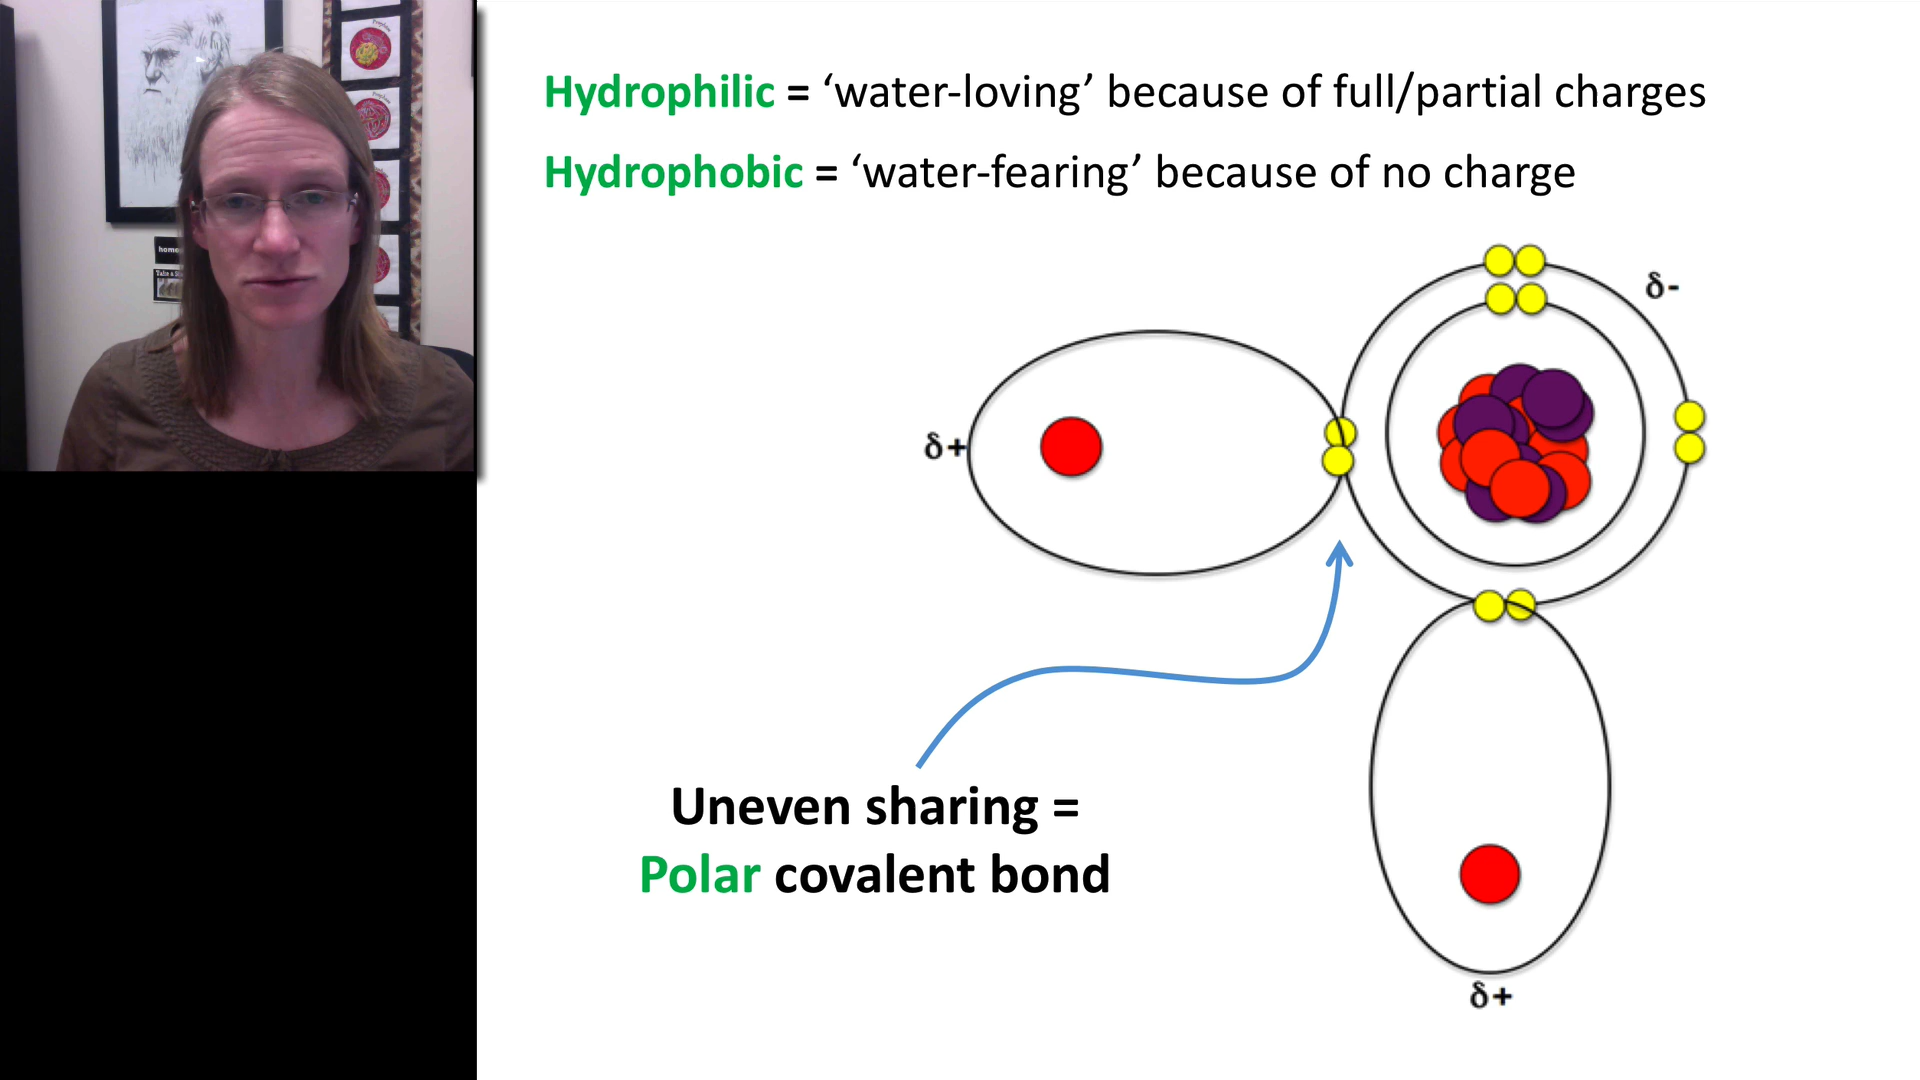 Hydrophilic = ‘water-loving’ because of full/partial charges
Hydrophobic = ‘water-fearing’ because of no charge
δ-
δ+
Uneven sharing =
Polar covalent bond
δ+
home